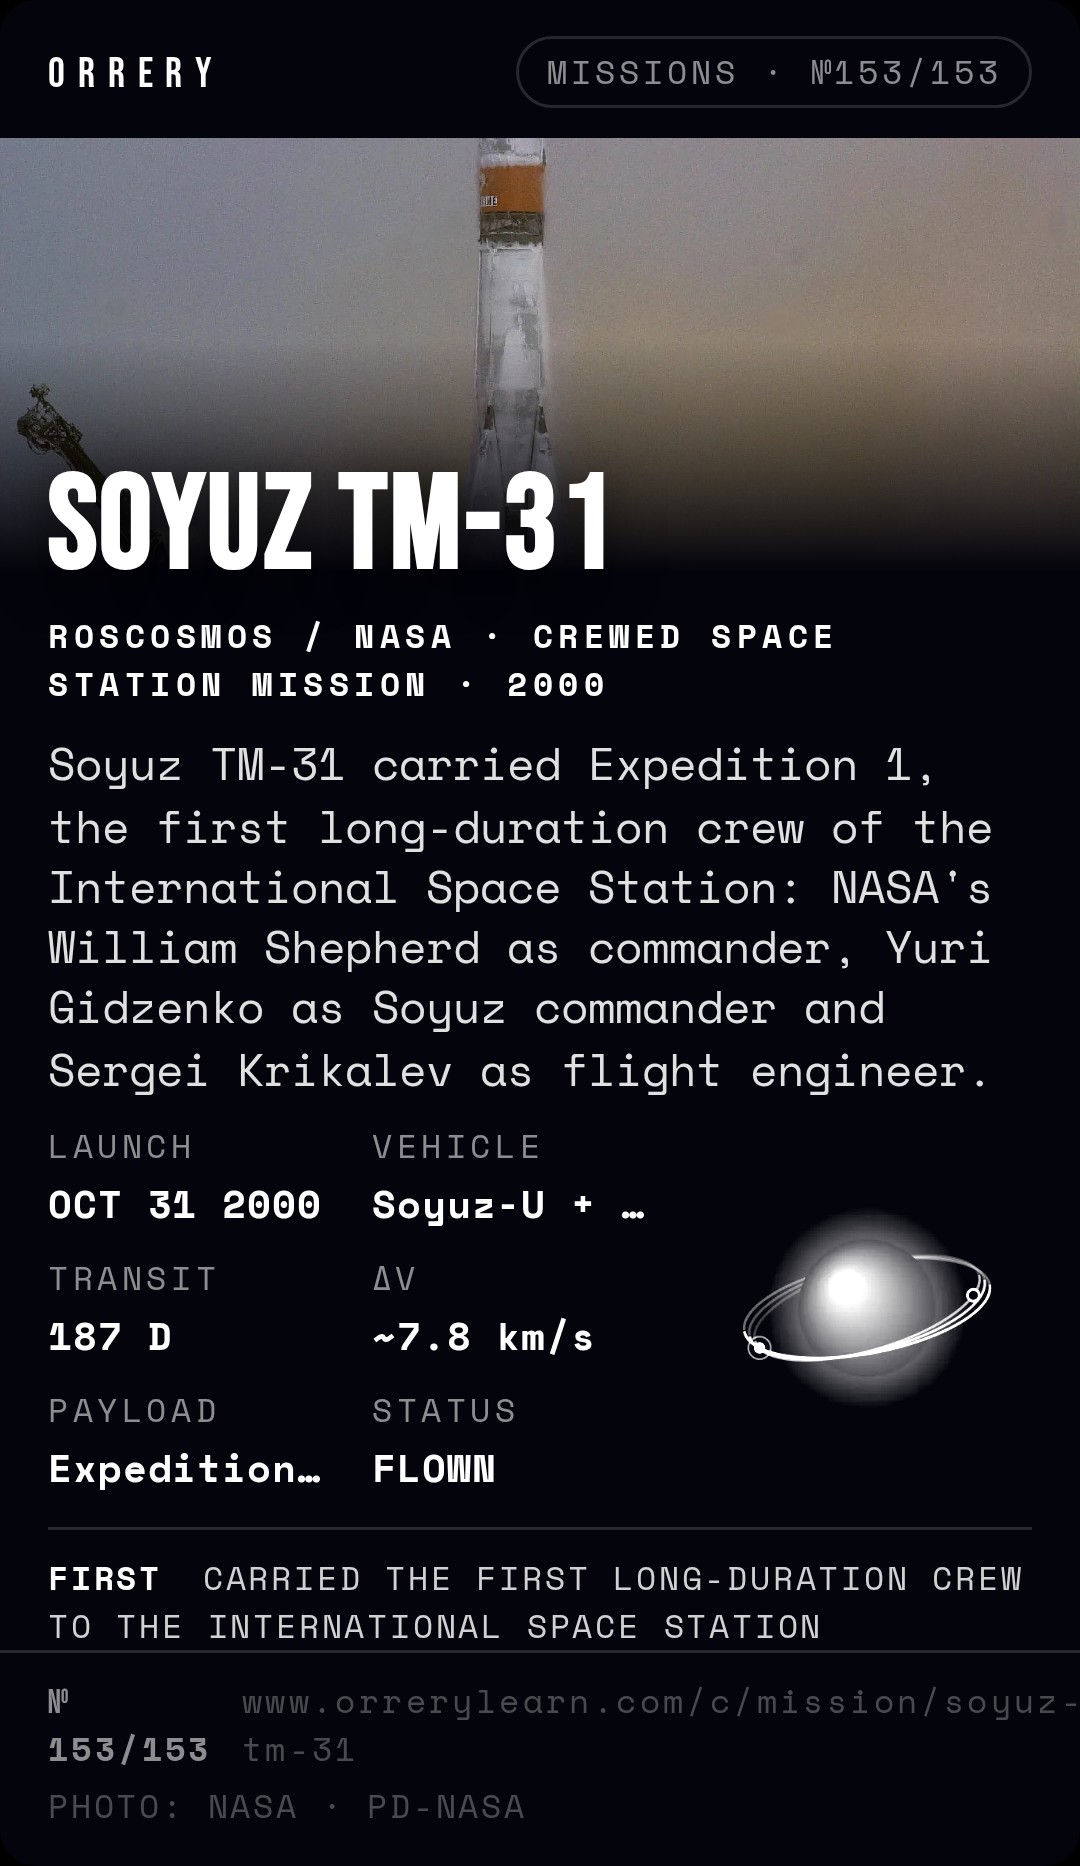 ORRERY
MISSIONS · №153/153
SOYUZ TM-31
ROSCOSMOS / NASA · CREWED SPACE
STATION MISSION · 2000
Soyuz TM-31 carried Expedition 1,
the first long-duration crew of the
International Space Station: NASA's
William Shepherd as commander, Yuri
Gidzenko as Soyuz commander and
Sergei Krikalev as flight engineer.
LAUNCH VEHICLE
OCT 31 2000 Soyuz-U + …
TRANSIT ΔV
187 D ~7.8 km/s
PAYLOAD STATUS
Expedition… FLOWN
FIRST CARRIED THE FIRST LONG-DURATION CREW
TO THE INTERNATIONAL SPACE STATION
№ www.orrerylearn.com/c/mission/soyuz-
153/153 tm-31
PHOTO: NASA · PD-NASA